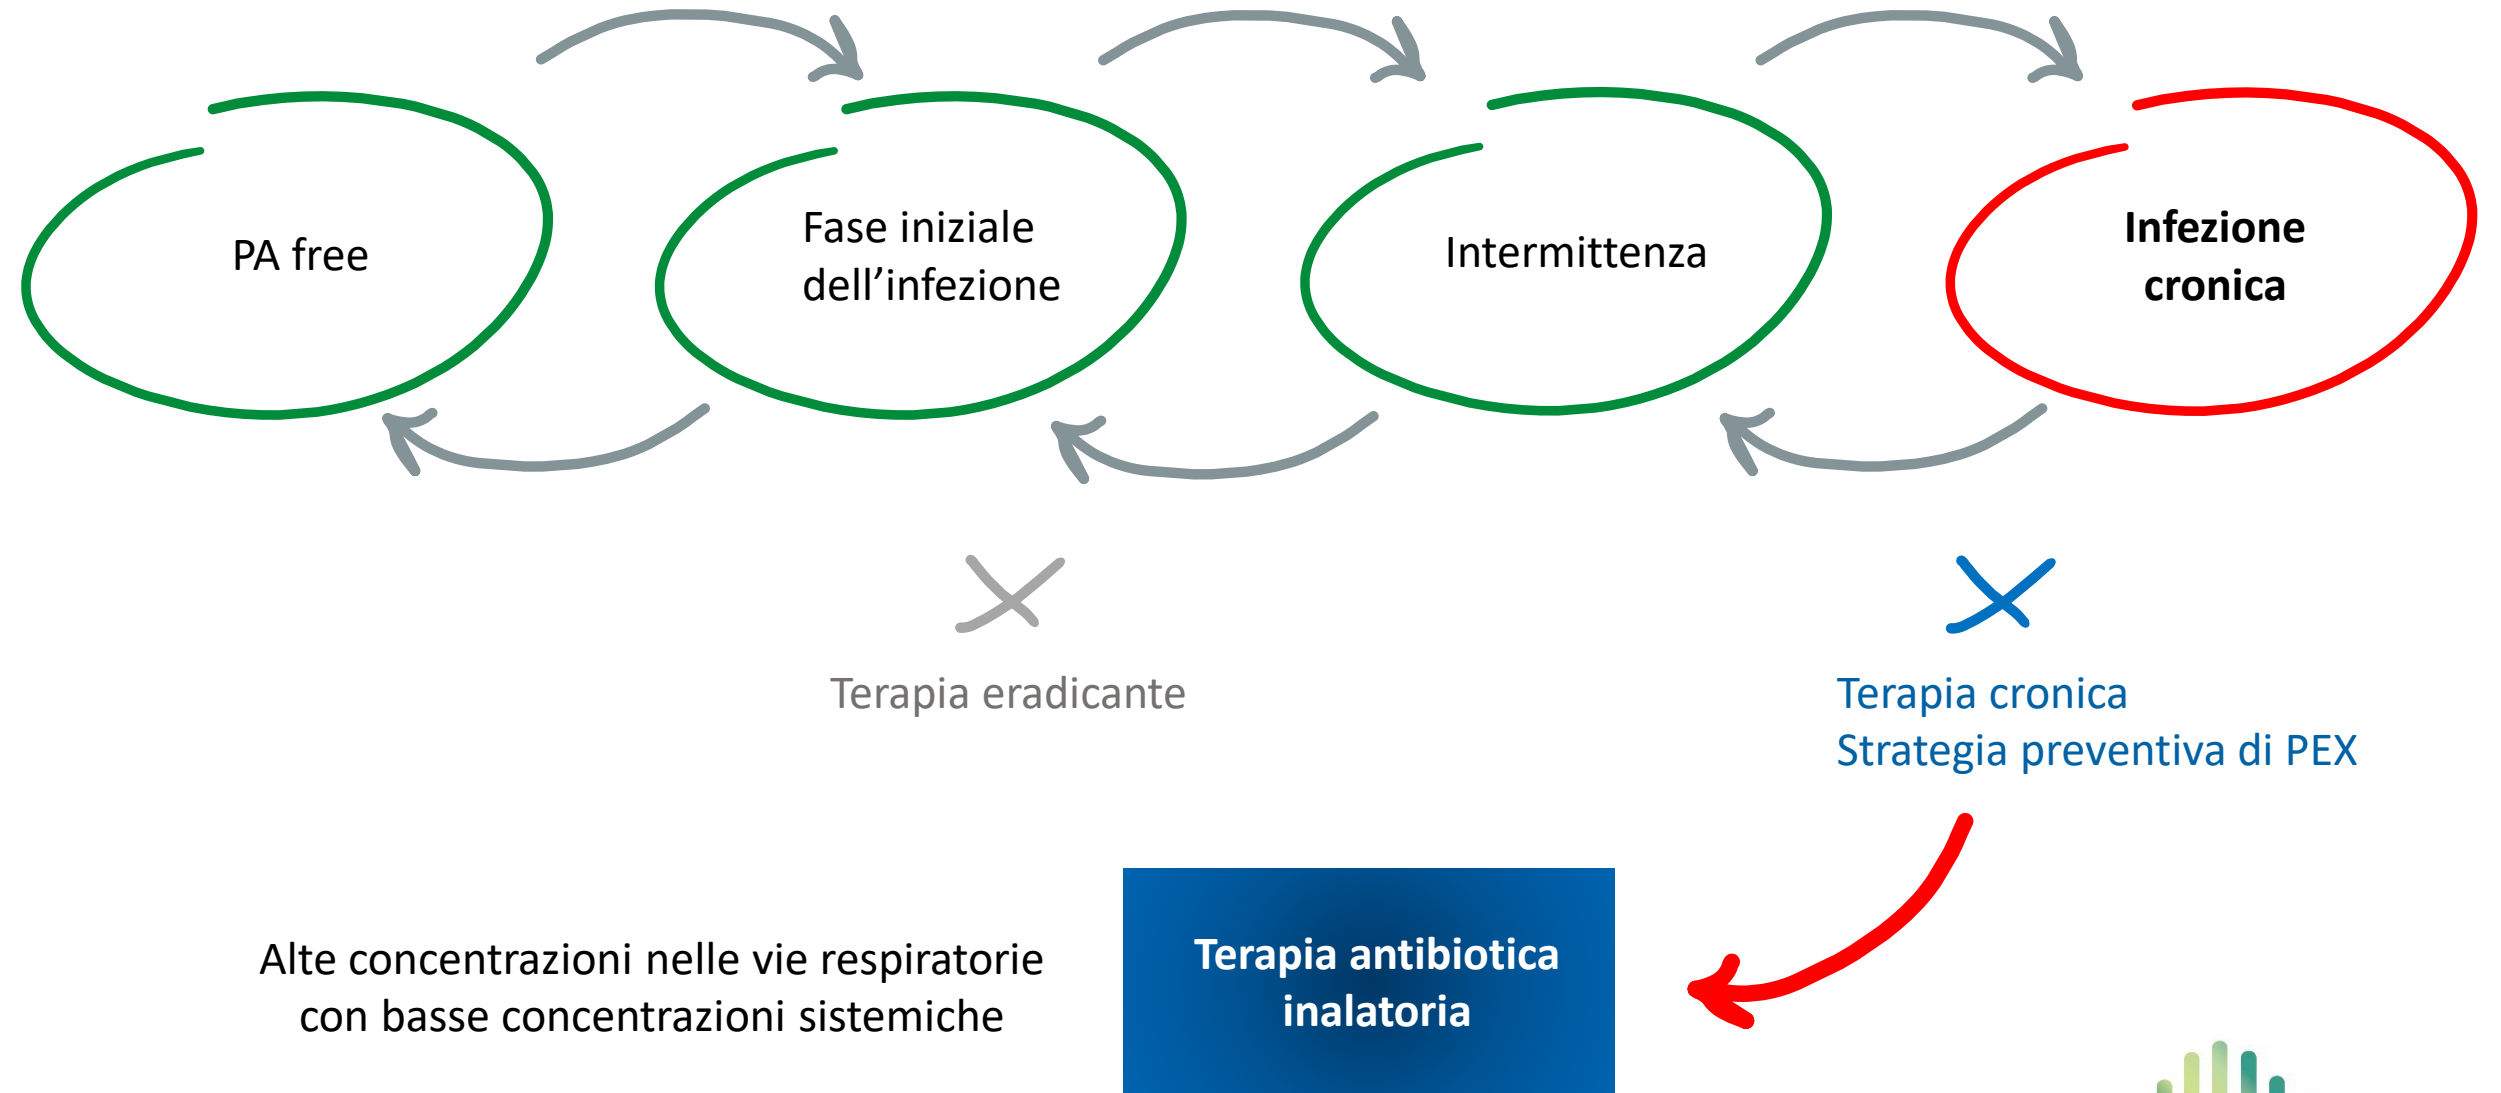 PA free
Fase iniziale
dell’infezione
Intermittenza
Infezione
cronica
Terapia eradicante
Terapia cronica
Strategia preventiva di PEX
Alte concentrazioni nelle vie respiratorie
con basse concentrazioni sistemiche
Terapia antibiotica
inalatoria